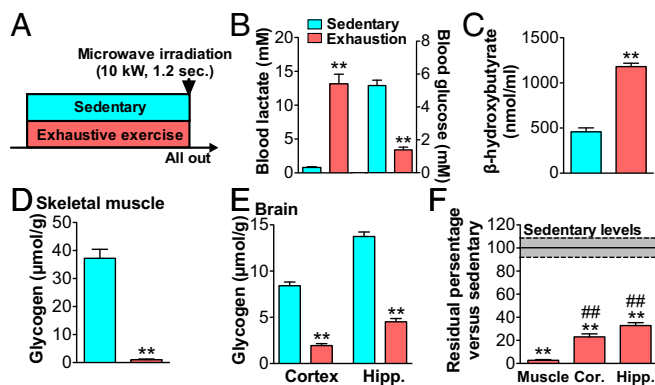 A
Microwave irradiation
(10 kW, 1.2 sec.)
Sedentary
Exhaustive exercise
All out
B
Sedentary
Exhaustion
Blood lactate (mM)
20
15
10
5
0
**
**
8
6
4
2
0
Blood glucose (mM)
C
β-hydroxybutyrate
(nmol/ml)
1500
1000
500
0
**
D
Skeletal muscle
Glycogen (μmol/g)
50
40
30
20
10
0
**
E
Brain
Glycogen (μmol/g)
15
10
5
0
**
**
Cortex
Hipp.
F
Residual percentage
versus sedentary
120
100
80
60
40
20
0
Sedentary levels
**
##
**
##
**
Muscle
Cor.
Hipp.